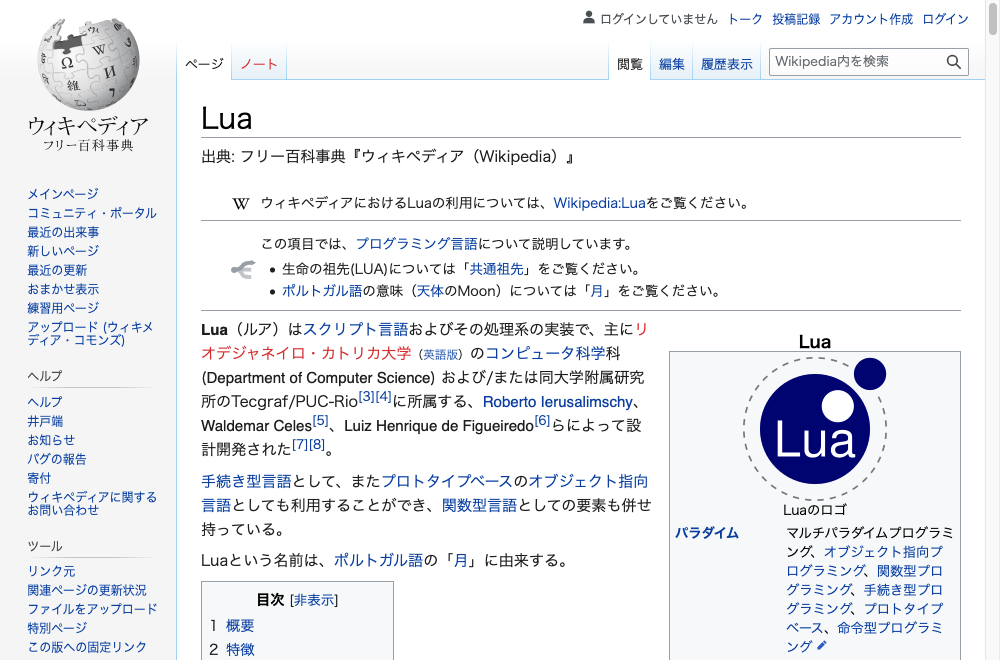 ログインしていません トーク 投稿記録 アカウント作成 ログイン
ページ ノート 閲覧 編集 履歴表示 Wikipedia内を検索
Ω W И 維
ウィキペディア
フリー百科事典
メインページ
コミュニティ・ポータル
最近の出来事
新しいページ
最近の更新
おまかせ表示
練習用ページ
アップロード (ウィキメ
ディア・コモンズ)
ヘルプ
ヘルプ
井戸端
お知らせ
バグの報告
寄付
ウィキペディアに関する
お問い合わせ
ツール
リンク元
関連ページの更新状況
ファイルをアップロード
特別ページ
この版への固定リンク
Lua
出典: フリー百科事典『ウィキペディア（Wikipedia）』
W ウィキペディアにおけるLuaの利用については、Wikipedia:Luaをご覧ください。
この項目では、プログラミング言語について説明しています。
• 生命の祖先(LUA)については「共通祖先」をご覧ください。
• ポルトガル語の意味（天体のMoon）については「月」をご覧ください。
Lua（ルア）はスクリプト言語およびその処理系の実装で、主にリ
オデジャネイロ・カトリカ大学（英語版）のコンピュータ科学科
(Department of Computer Science) および/または同大学附属研究
所のTecgraf/PUC-Rio[3][4]に所属する、Roberto Ierusalimschy、
Waldemar Celes[5]、Luiz Henrique de Figueiredo[6]らによって設
計開発された[7][8]。
手続き型言語として、またプロトタイプベースのオブジェクト指向
言語としても利用することができ、関数型言語としての要素も併せ
持っている。
Luaという名前は、ポルトガル語の「月」に由来する。
目次 [非表示]
1 概要
2 特徴
Lua
Lua
Luaのロゴ
パラダイム マルチパラダイムプログラミ
ング、オブジェクト指向プ
ログラミング、関数型プロ
グラミング、手続き型プロ
グラミング、プロトタイプ
ベース、命令型プログラミ
ング